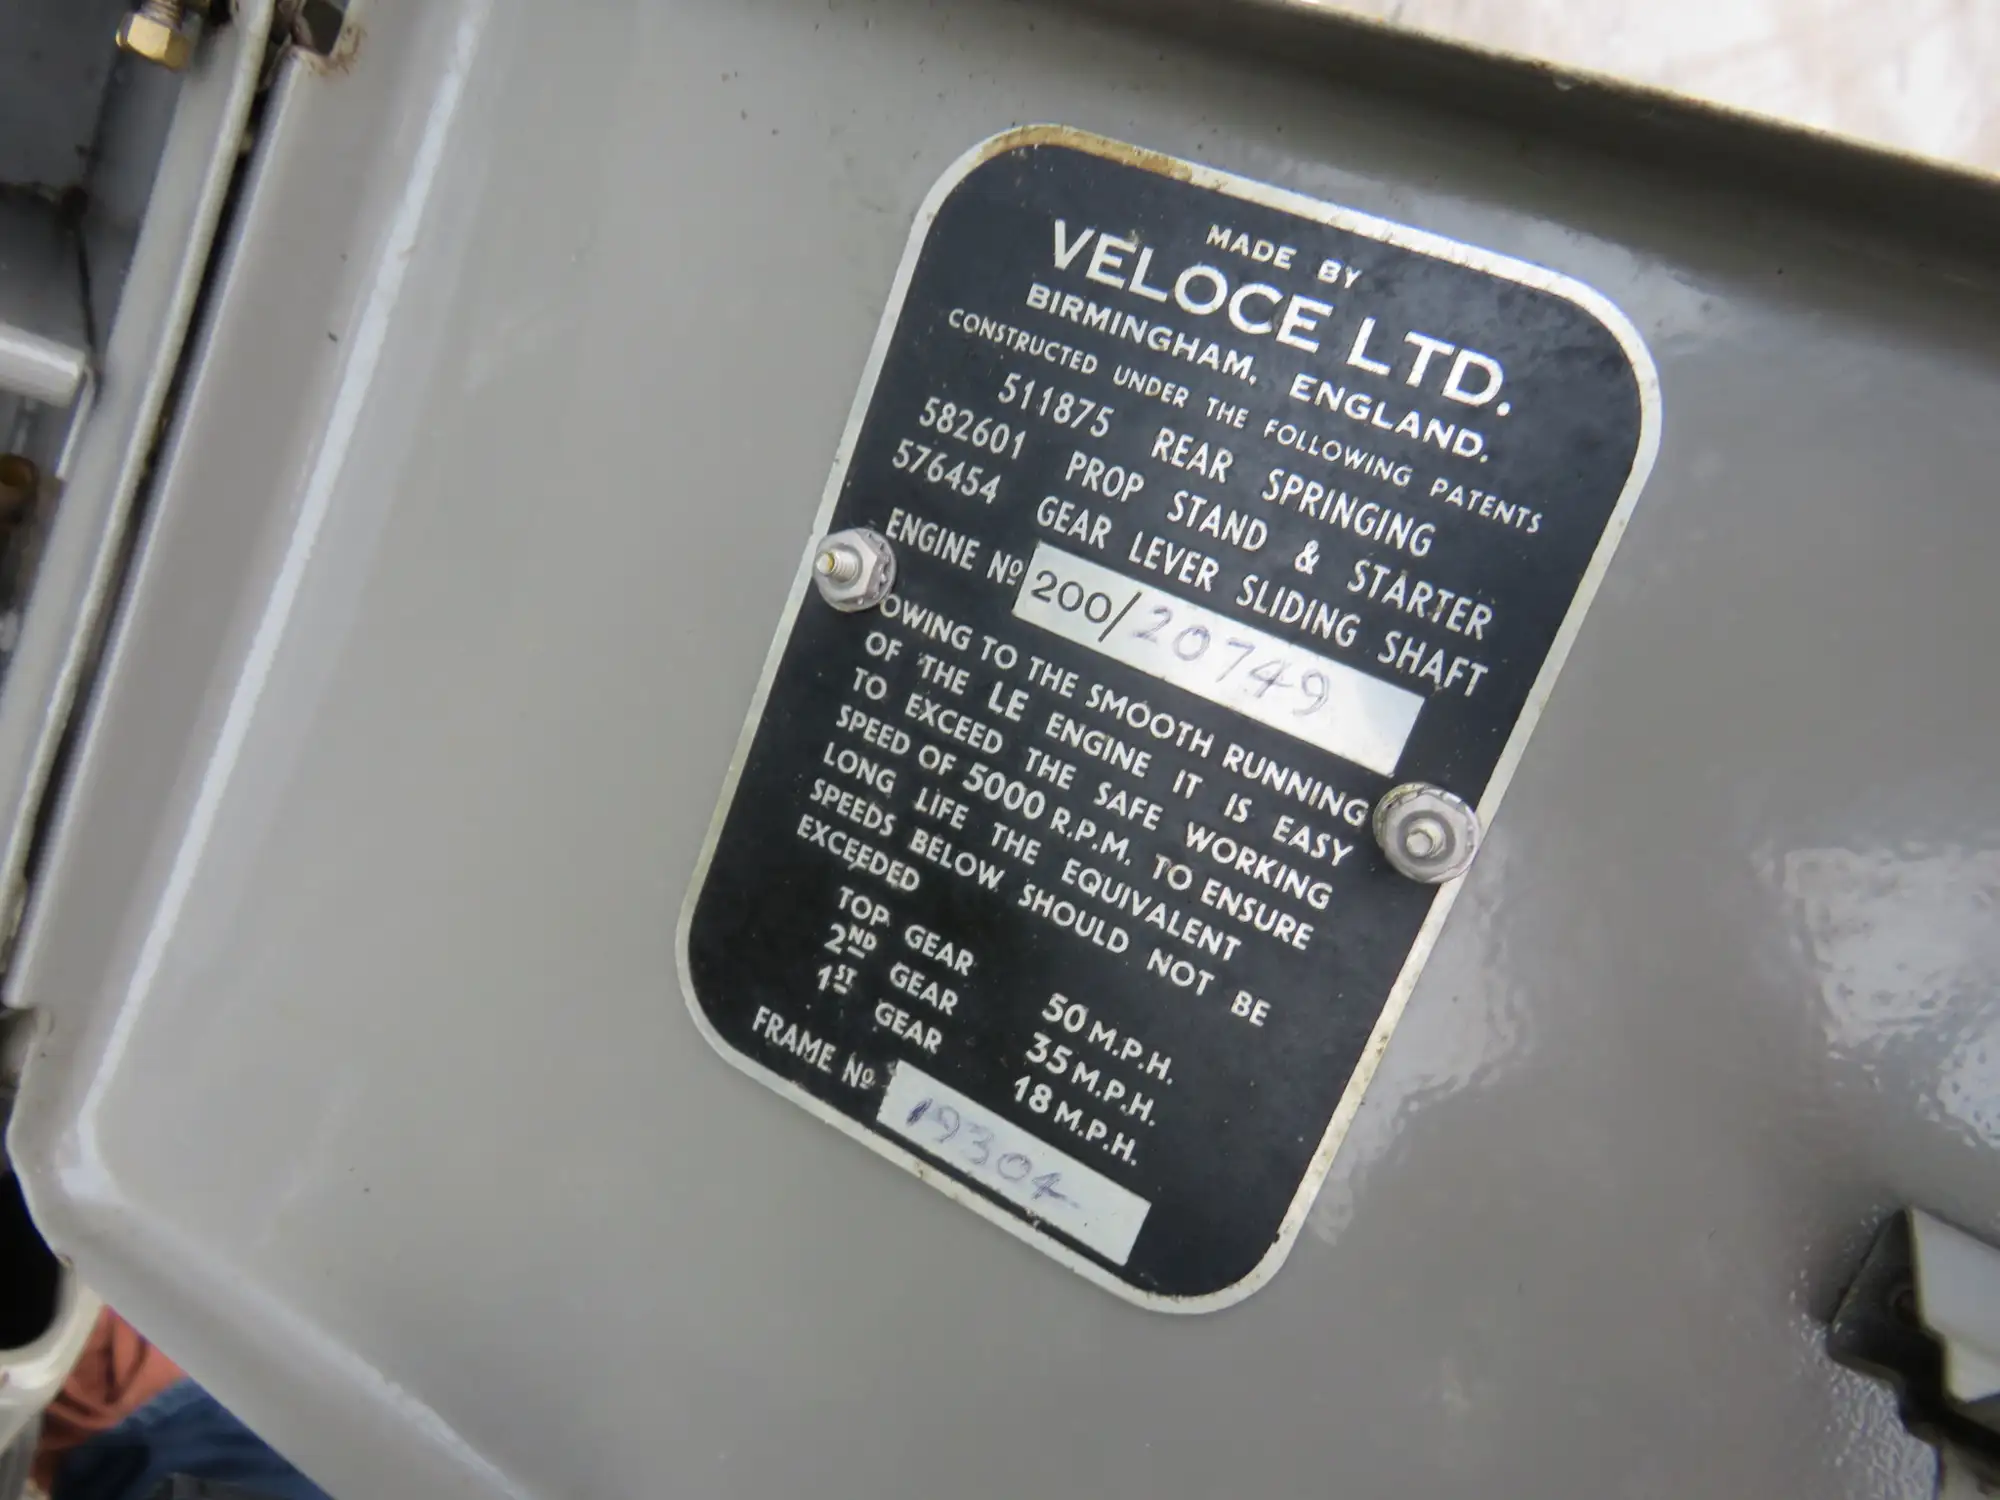 MADE BY
VELOCE LTD.
BIRMINGHAM, ENGLAND.
CONSTRUCTED UNDER THE FOLLOWING PATENTS
511875 REAR SPRINGING
582601 PROP STAND & STARTER
576454 GEAR LEVER SLIDING SHAFT
ENGINE Nº 200/20749
OWING TO THE SMOOTH RUNNING
OF THE LE ENGINE IT IS EASY
TO EXCEED THE SAFE WORKING
SPEED OF 5000 R.P.M. TO ENSURE
LONG LIFE THE EQUIVALENT
SPEEDS BELOW SHOULD NOT BE
EXCEEDED
TOP GEAR 50 M.P.H.
2ND GEAR 35 M.P.H.
1ST GEAR 18 M.P.H.
FRAME Nº 19304